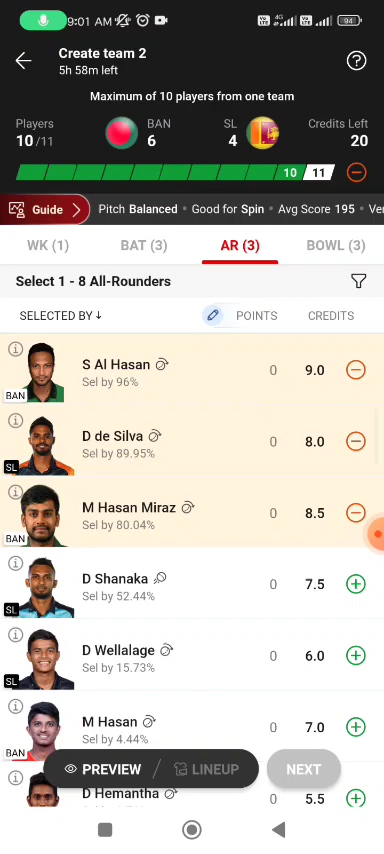 9:01 AM
94
Create team 2
5h 58m left
Maximum of 10 players from one team
Players
10/11
BAN
6
SL
4
Credits Left
20
10 11
Guide
Pitch Balanced • Good for Spin • Avg Score 195 • Ve
WK (1)
BAT (3)
AR (3)
BOWL (3)
Select 1 - 8 All-Rounders
SELECTED BY
POINTS
CREDITS
S Al Hasan
Sel by 96%
0
9.0
BAN
D de Silva
Sel by 89.95%
0
8.0
SL
M Hasan Miraz
Sel by 80.04%
0
8.5
BAN
D Shanaka
Sel by 52.44%
0
7.5
SL
D Wellalage
Sel by 15.73%
0
6.0
SL
M Hasan
Sel by 4.44%
0
7.0
BAN
PREVIEW
LINEUP
NEXT
D Hemantha
0
5.5